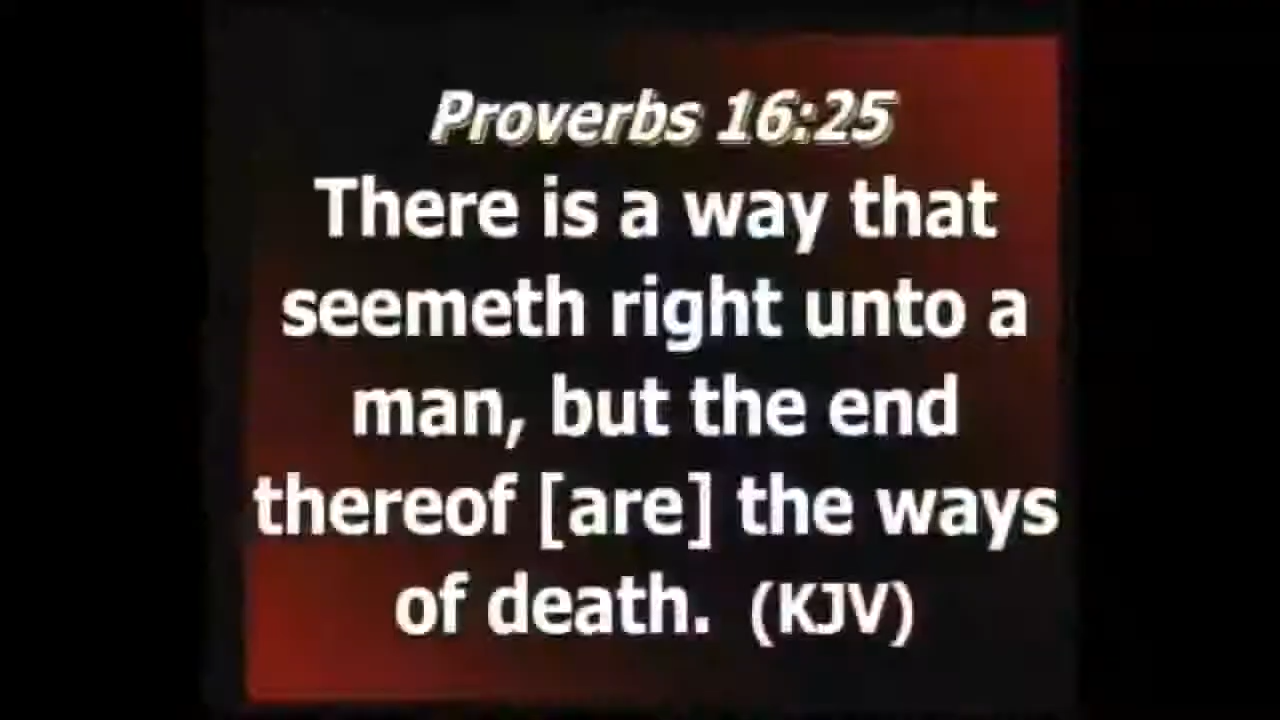 Proverbs 16:25
There is a way that
seemeth right unto a
man, but the end
thereof [are] the ways
of death. (KJV)